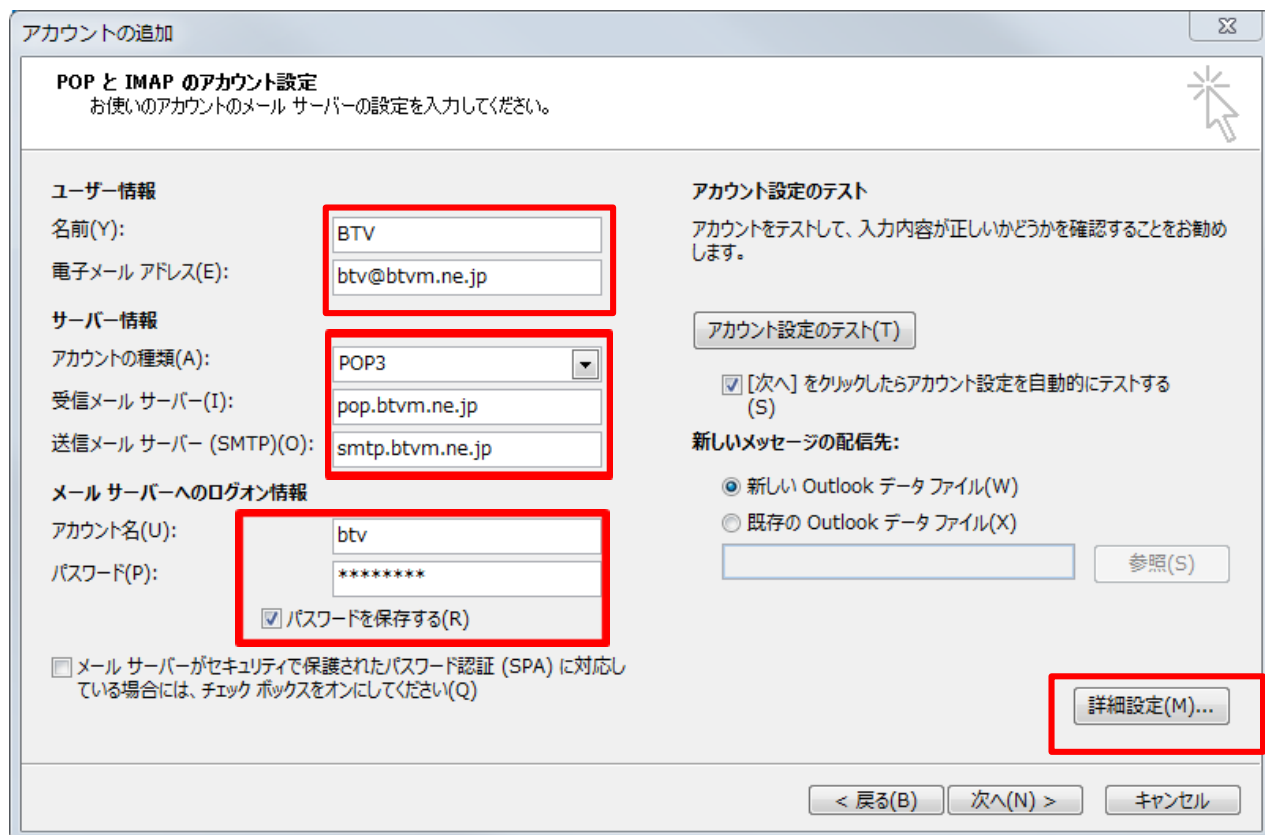 アカウントの追加
POP と IMAP のアカウント設定
お使いのアカウントのメール サーバーの設定を入力してください。
ユーザー情報
名前(Y):
BTV
電子メール アドレス(E):
btv@btvm.ne.jp
サーバー情報
アカウントの種類(A):
POP3
受信メール サーバー(I):
pop.btvm.ne.jp
送信メール サーバー (SMTP)(O):
smtp.btvm.ne.jp
メール サーバーへのログオン情報
アカウント名(U):
btv
パスワード(P):
********
パスワードを保存する(R)
メール サーバーがセキュリティで保護されたパスワード認証 (SPA) に対応し
ている場合には、チェック ボックスをオンにしてください(Q)
アカウント設定のテスト
アカウントをテストして、入力内容が正しいかどうかを確認することをお勧め
します。
アカウント設定のテスト(T)
[次へ] をクリックしたらアカウント設定を自動的にテストする
(S)
新しいメッセージの配信先:
新しい Outlook データ ファイル(W)
既存の Outlook データ ファイル(X)
参照(S)
詳細設定(M)...
< 戻る(B)
次へ(N) >
キャンセル